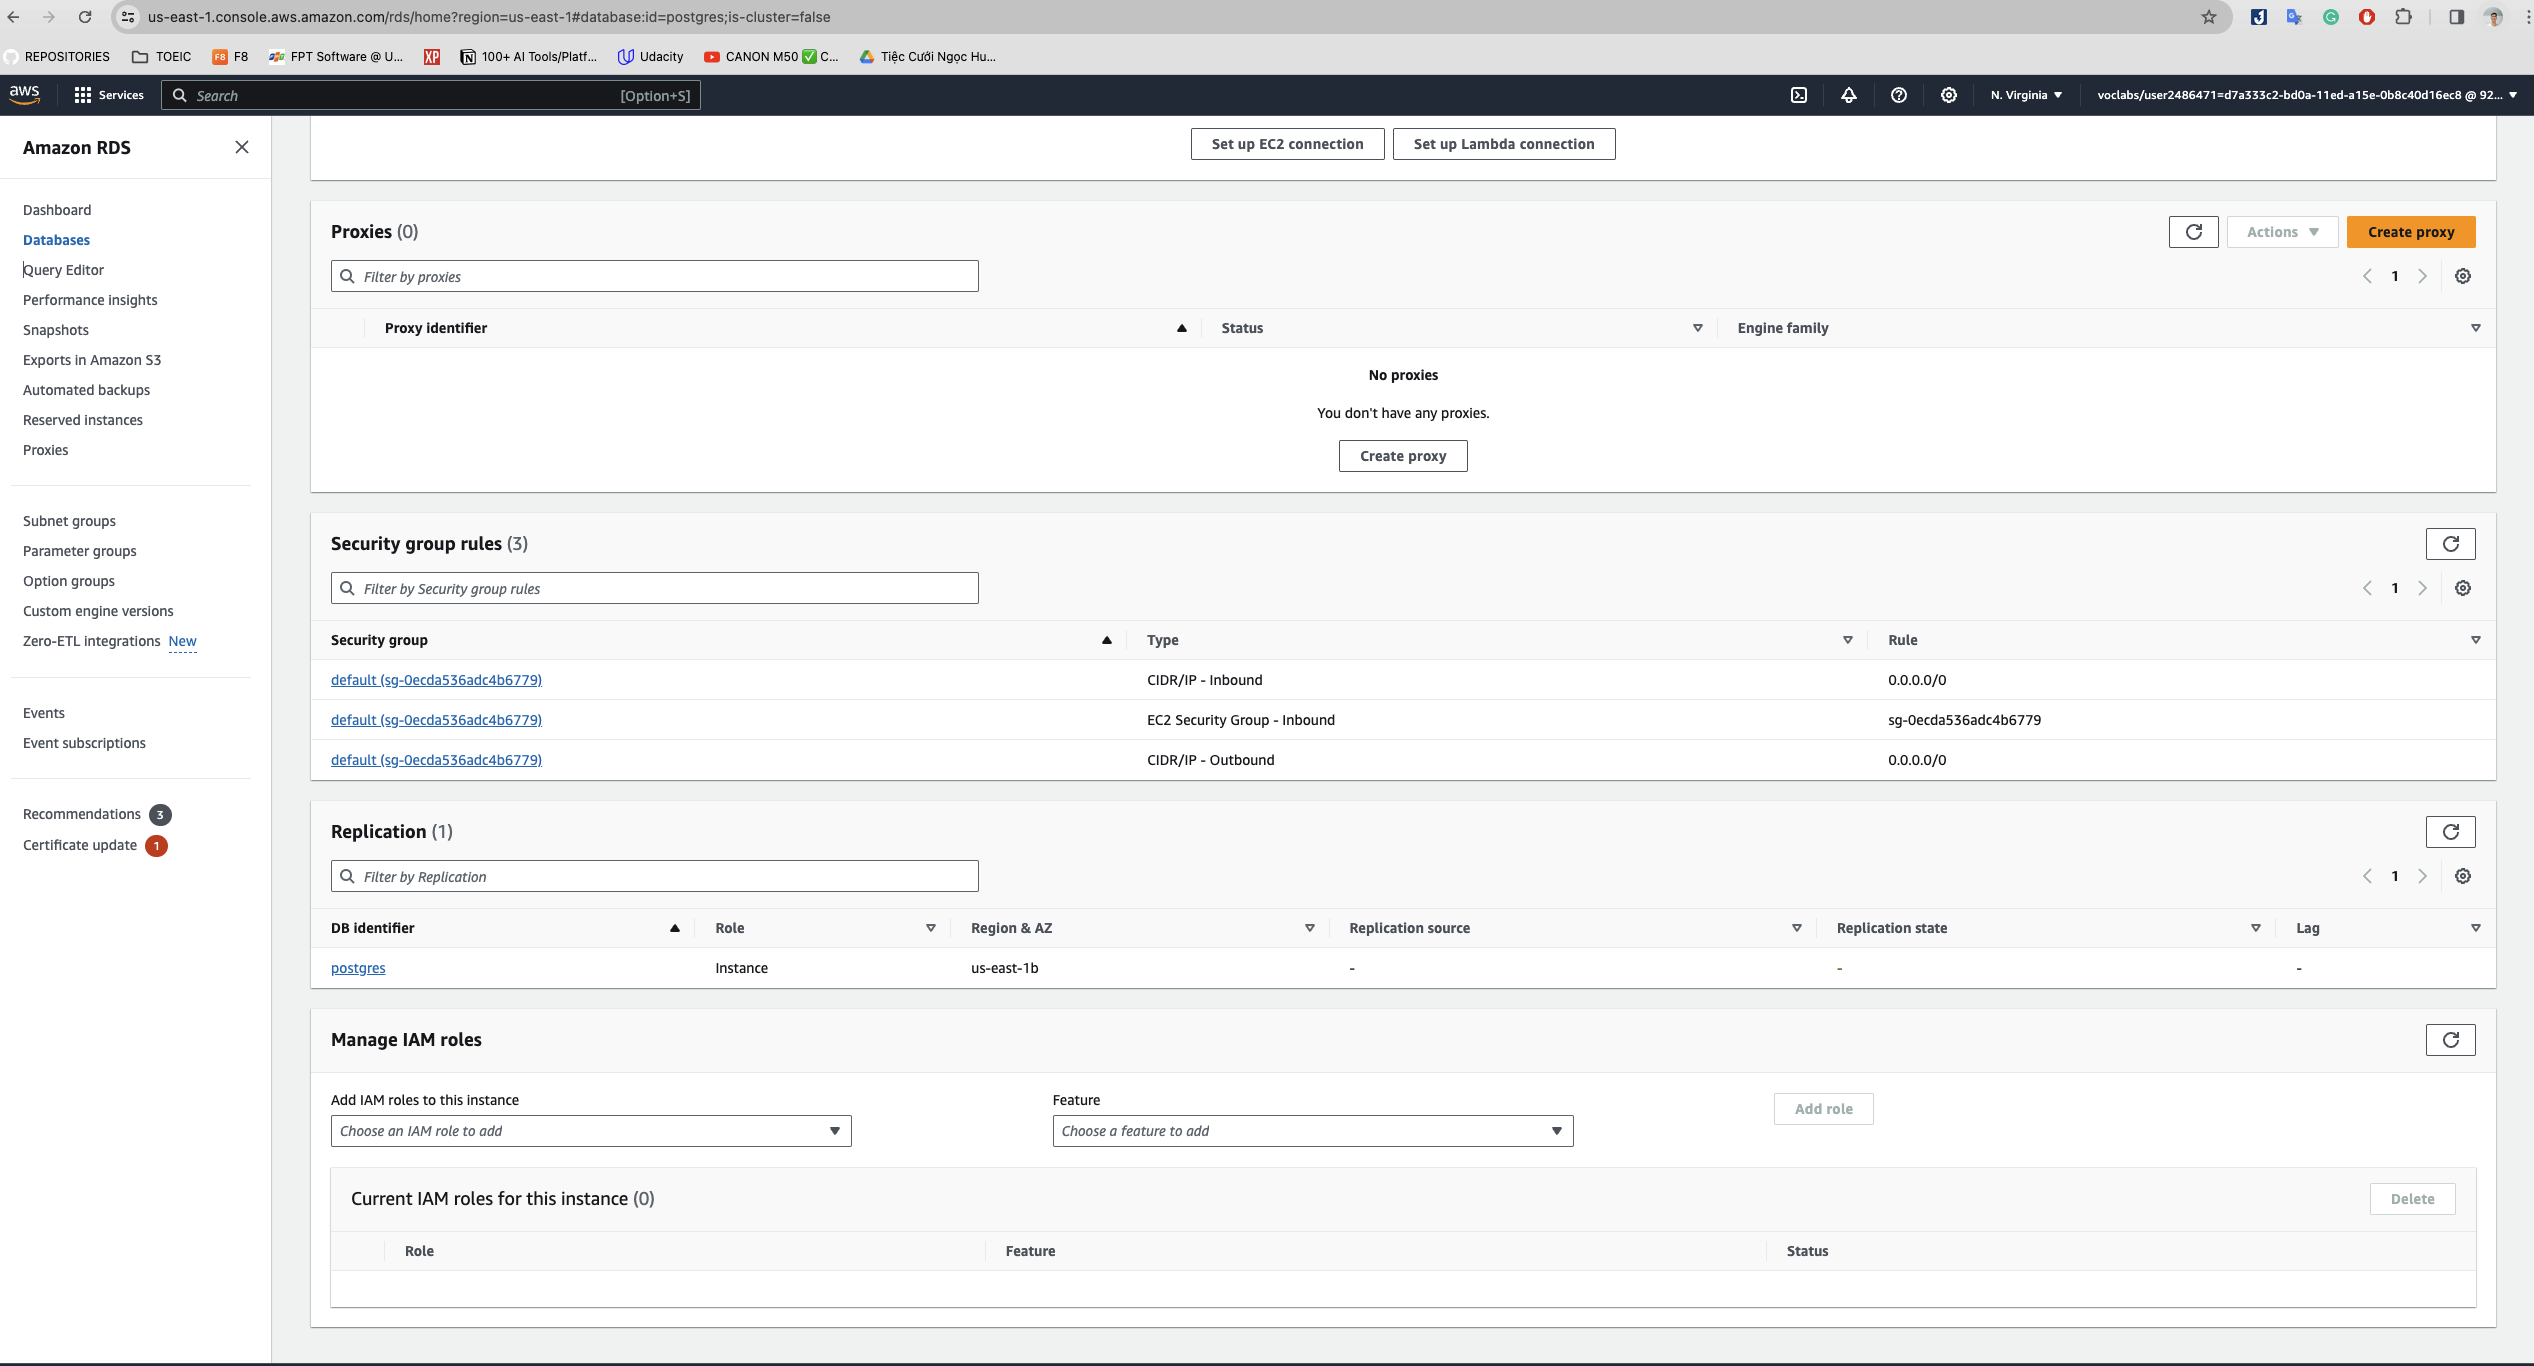 us-east-1.console.aws.amazon.com/rds/home?region=us-east-1#database:id=postgres;is-cluster=false
REPOSITORIES TOEIC F8 F8 FPT Software @ U... XP 100+ AI Tools/Platf... Udacity CANON M50 ✅ C... Tiệc Cưới Ngọc Hu...
aws Services Search [Option+S] N. Virginia ▼ voclabs/user2486471=d7a333c2-bd0a-11ed-a15e-0b8c40d16ec8 @ 92... ▼
Amazon RDS
Dashboard
Databases
Query Editor
Performance insights
Snapshots
Exports in Amazon S3
Automated backups
Reserved instances
Proxies
Subnet groups
Parameter groups
Option groups
Custom engine versions
Zero-ETL integrations New
Events
Event subscriptions
Recommendations 3
Certificate update 1
Set up EC2 connection Set up Lambda connection
Proxies (0) Actions ▼ Create proxy
Filter by proxies 1
Proxy identifier Status Engine family
No proxies
You don't have any proxies.
Create proxy
Security group rules (3)
Filter by Security group rules 1
Security group Type Rule
default (sg-0ecda536adc4b6779) CIDR/IP - Inbound 0.0.0.0/0
default (sg-0ecda536adc4b6779) EC2 Security Group - Inbound sg-0ecda536adc4b6779
default (sg-0ecda536adc4b6779) CIDR/IP - Outbound 0.0.0.0/0
Replication (1)
Filter by Replication 1
DB identifier Role Region & AZ Replication source Replication state Lag
postgres Instance us-east-1b - - -
Manage IAM roles
Add IAM roles to this instance Feature
Choose an IAM role to add Choose a feature to add Add role
Current IAM roles for this instance (0) Delete
Role Feature Status